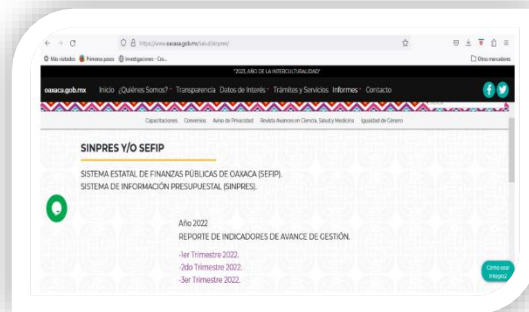 https://www.oaxaca.gob.mx/salud/sinpres/
Más visitados Primeros pasos Investigaciones - Co... Otros marcadores
"2023, AÑO DE LA INTERCULTURALIDAD"
oaxaca.gob.mx Inicio ¿Quiénes Somos? Transparencia Datos de Interés Trámites y Servicios Informes Contacto
Capacitaciones Convenios Aviso de Privacidad Revista Avances en Ciencia, Salud y Medicina Igualdad de Género
SINPRES Y/O SEFIP
SISTEMA ESTATAL DE FINANZAS PÚBLICAS DE OAXACA (SEFIP).
SISTEMA DE INFORMACIÓN PRESUPUESTAL (SINPRES).
Año 2022
REPORTE DE INDICADORES DE AVANCE DE GESTIÓN.
-1er Trimestre 2022.
-2do Trimestre 2022.
-3er Trimestre 2022.